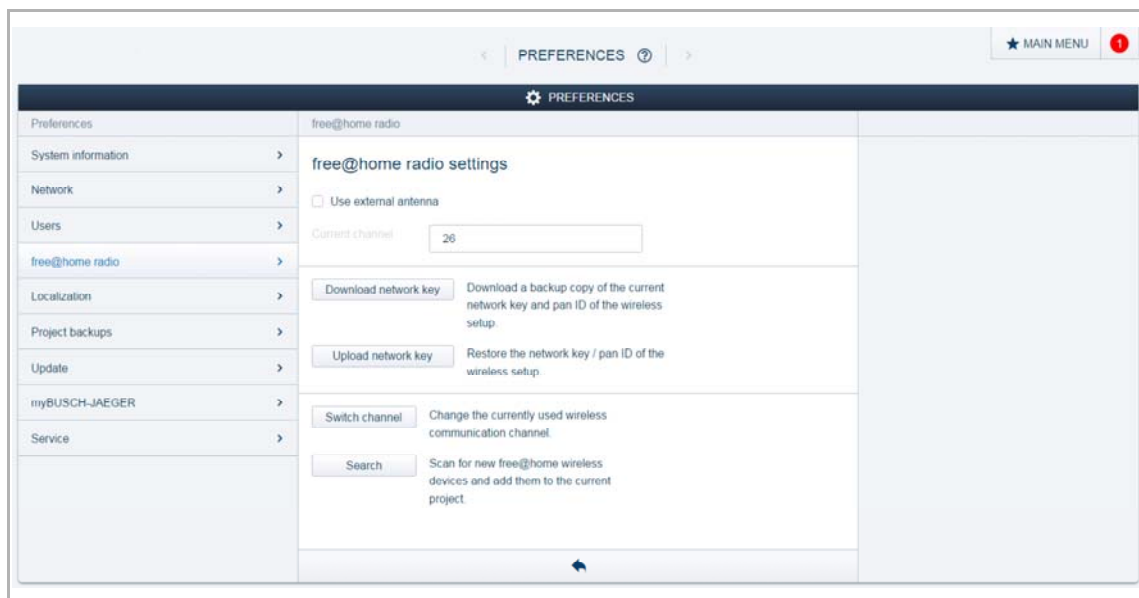 PREFERENCES ?
★ MAIN MENU 1
PREFERENCES
Preferences
free@home radio
System information
Network
Users
free@home radio
Localization
Project backups
Update
myBUSCH-JAEGER
Service
free@home radio settings
Use external antenna
Current channel 26
Download network key
Download a backup copy of the current
network key and pan ID of the wireless
setup.
Upload network key
Restore the network key / pan ID of the
wireless setup.
Switch channel
Change the currently used wireless
communication channel.
Search
Scan for new free@home wireless
devices and add them to the current
project.